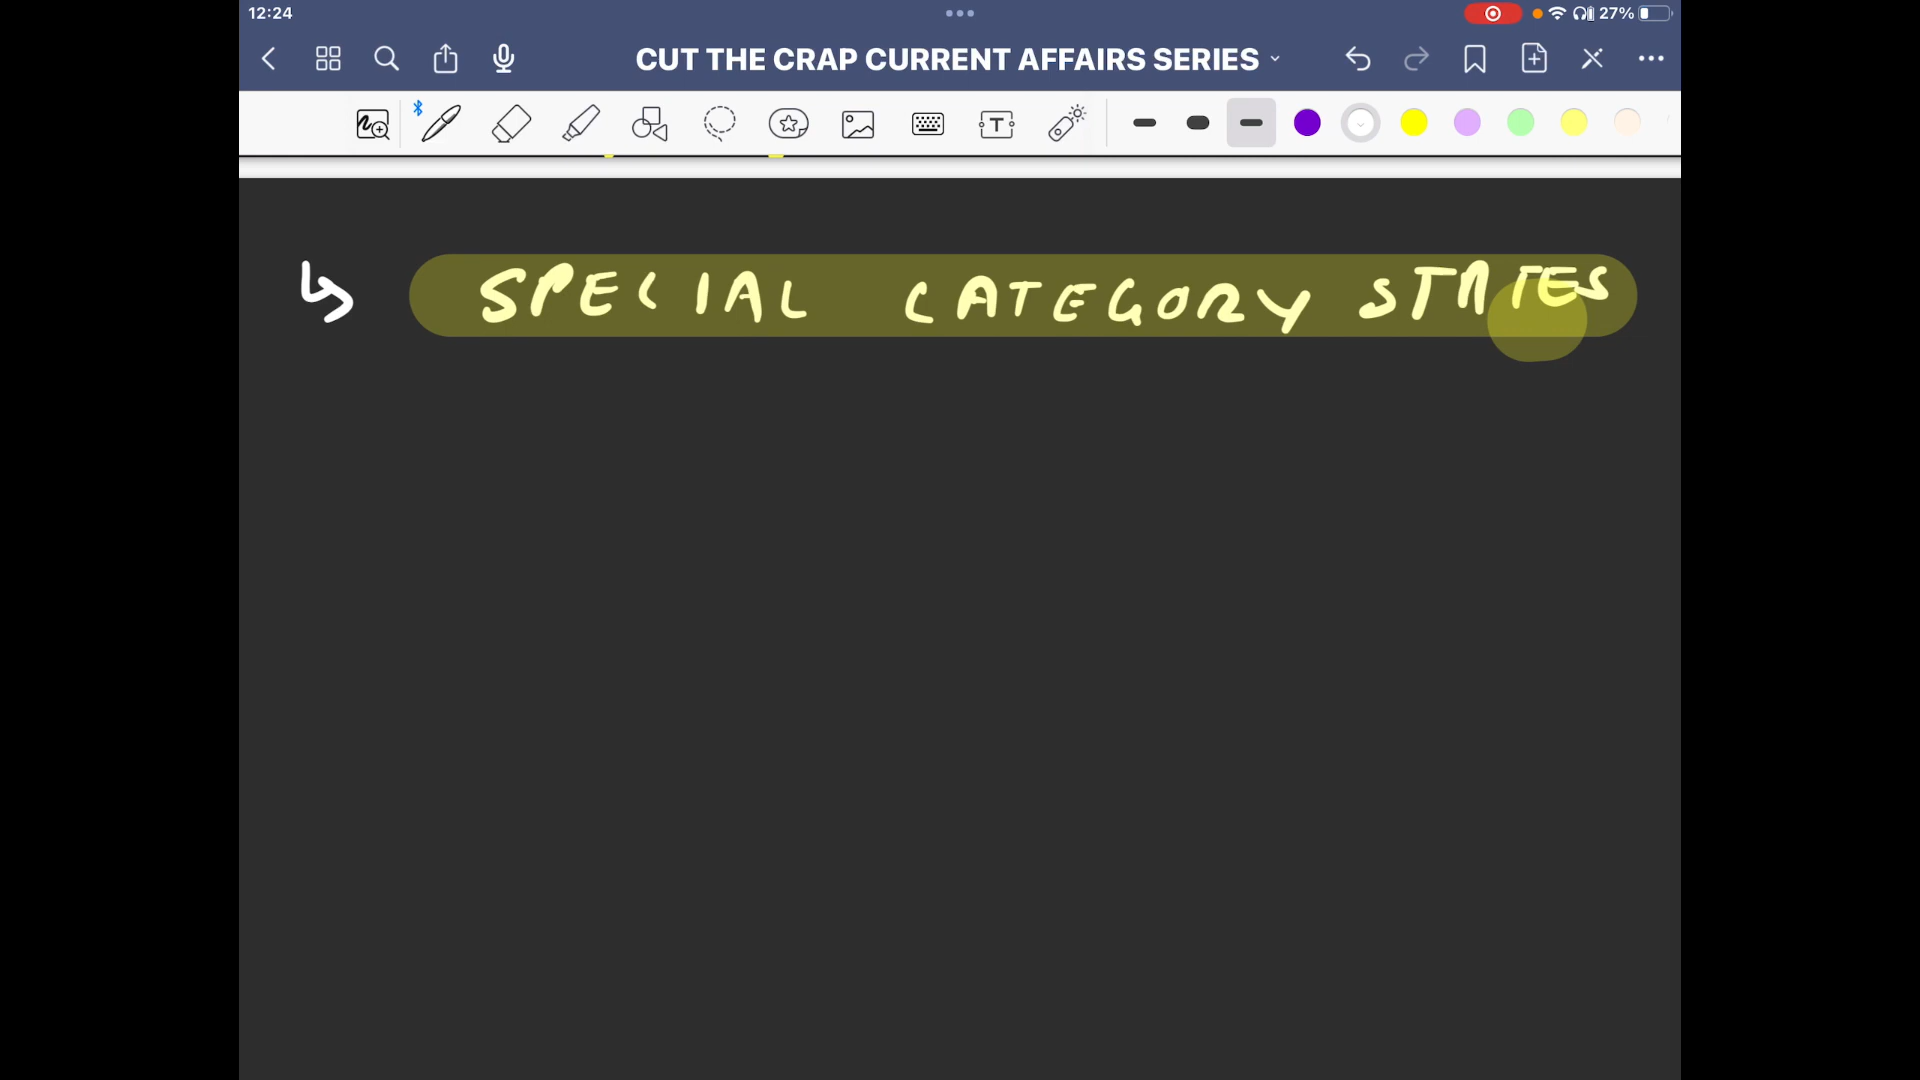 12:24
27%
CUT THE CRAP CURRENT AFFAIRS SERIES
T
SPECIAL CATEGORY STATES